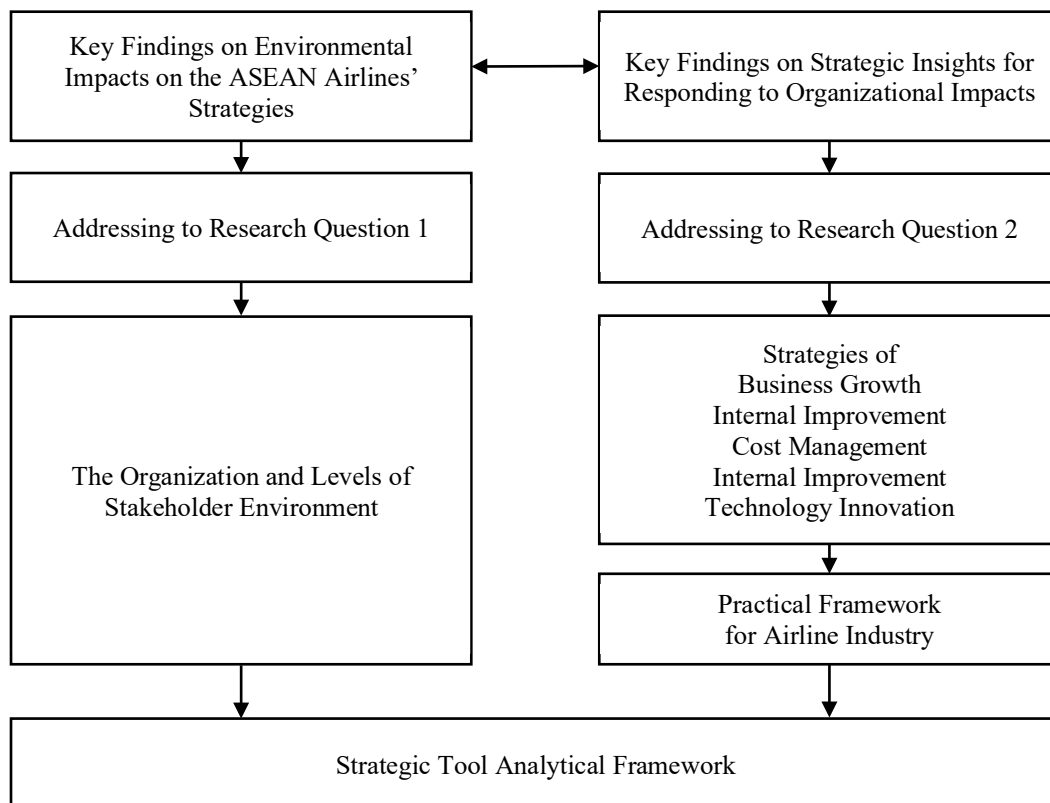 Key Findings on Environmental
Impacts on the ASEAN Airlines’
Strategies
Key Findings on Strategic Insights for
Responding to Organizational Impacts
Addressing to Research Question 1
Addressing to Research Question 2
The Organization and Levels of
Stakeholder Environment
Strategies of
Business Growth
Internal Improvement
Cost Management
Internal Improvement
Technology Innovation
Practical Framework
for Airline Industry
Strategic Tool Analytical Framework